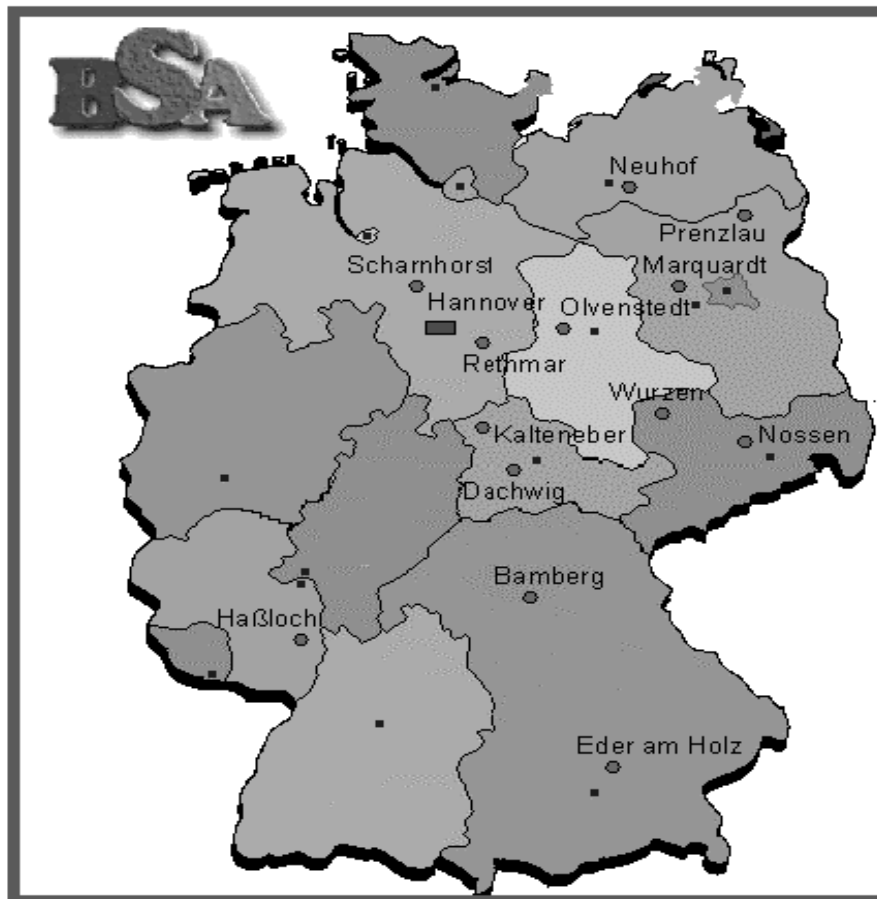 BSA
Neuhof
Prenzlau
Scharnhorst
Marquardt
Hannover
Olvenstedt
Rethmar
Wurzen
Kalteneber
Nossen
Dachwig
Bamberg
Haßloch
Eder am Holz